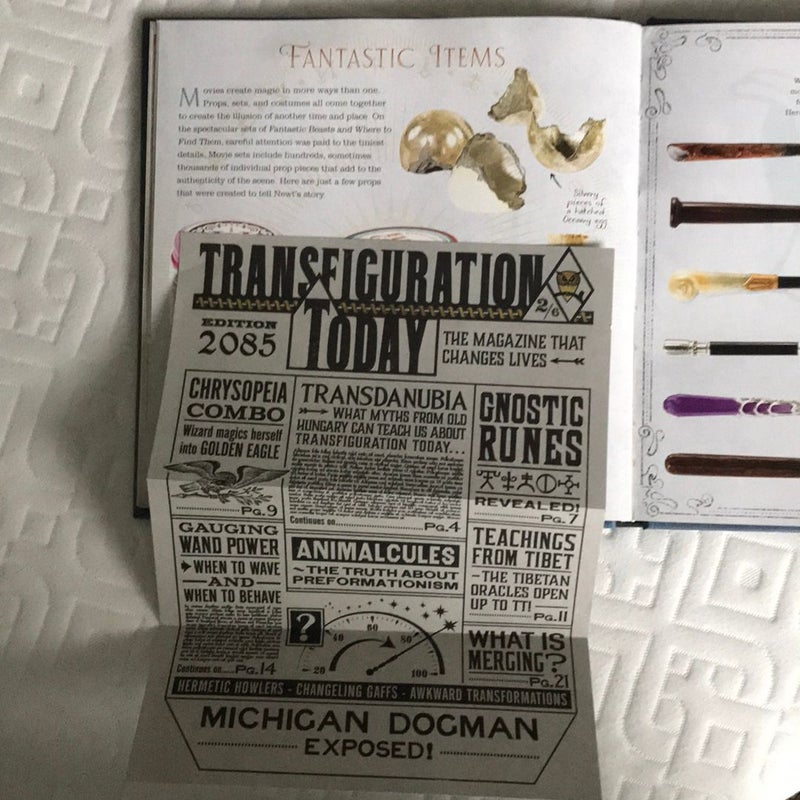 FANTASTIC ITEMS
Movies create magic in more ways than one.
Props, sets, and costumes all come together
to create the illusion of another time and place. On
the spectacular sets of Fantastic Beasts and Where to
Find Them, careful attention was paid to the tiniest
details. Movie sets include hundreds, sometimes
thousands of individual prop pieces that add to the
authenticity of the scene. Here are just a few props
that were created to tell Newt's story.
Silvery
pieces of
a hatched
Occamy egg
TRANSFIGURATION
2/6
TODAY
EDITION
2085
THE MAGAZINE THAT
CHANGES LIVES
CHRYSOPEIA
COMBO
Wizard magics herself
into GOLDEN EAGLE
PG.9
TRANSDANUBIA
WHAT MYTHS FROM OLD
HUNGARY CAN TEACH US ABOUT
TRANSFIGURATION TODAY...
Continues on
PG.4
GNOSTIC
RUNES
REVEALED!
PG.7
GAUGING
WAND POWER
WHEN TO WAVE
AND
WHEN TO BEHAVE
Continues on
PG.14
ANIMALCULES
~THE TRUTH ABOUT
PREFORMATIONISM
?
20
40
60
80
100
TEACHINGS
FROM TIBET
~THE TIBETAN
ORACLES OPEN
UP TO TT!
PG.11
WHAT IS
MERGING?
PG.21
HERMETIC HOWLERS - CHANGELING GAFFS - AWKWARD TRANSFORMATIONS
MICHIGAN DOGMAN
EXPOSED!